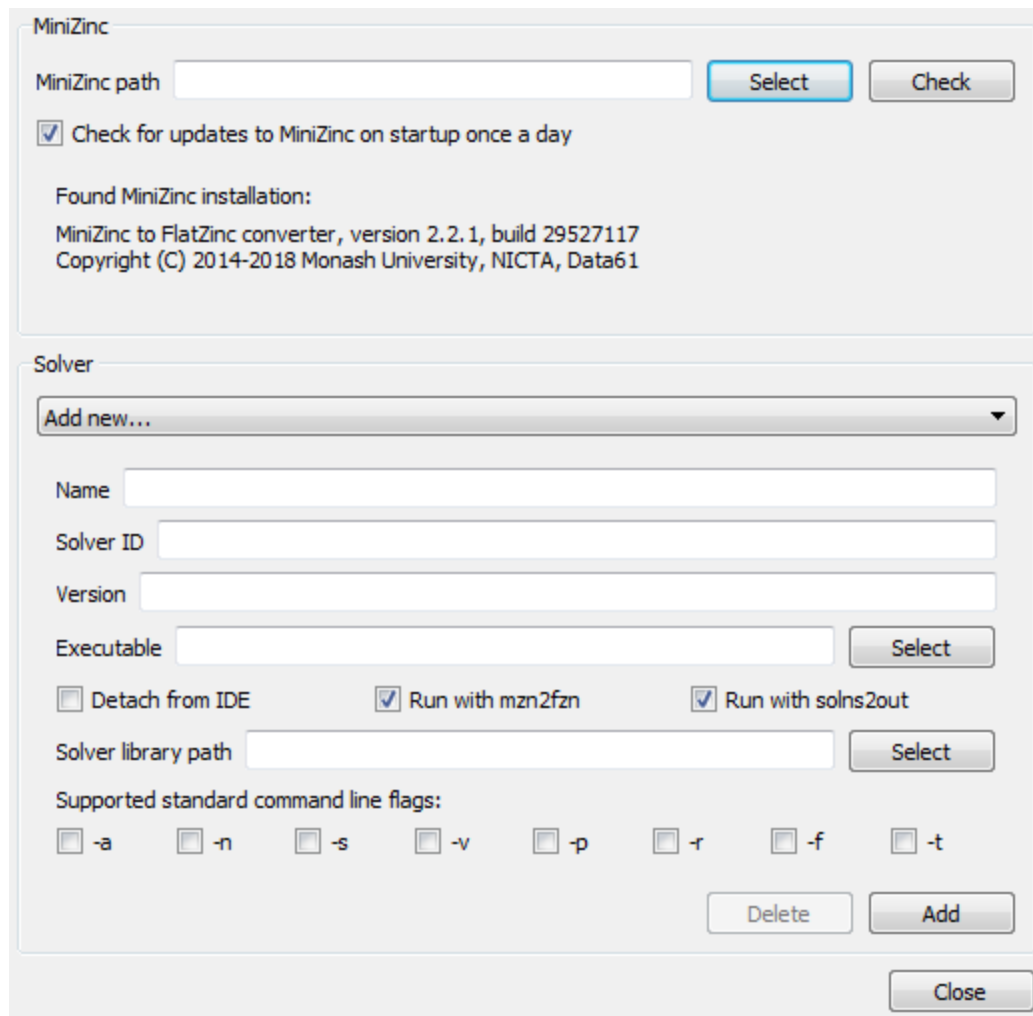 MiniZinc
MiniZinc path Select Check
Check for updates to MiniZinc on startup once a day
Found MiniZinc installation:
MiniZinc to FlatZinc converter, version 2.2.1, build 29527117
Copyright (C) 2014-2018 Monash University, NICTA, Data61
Solver
Add new...
Name
Solver ID
Version
Executable Select
Detach from IDE Run with mzn2fzn Run with solns2out
Solver library path Select
Supported standard command line flags:
-a -n -s -v -p -r -f -t
Delete Add
Close